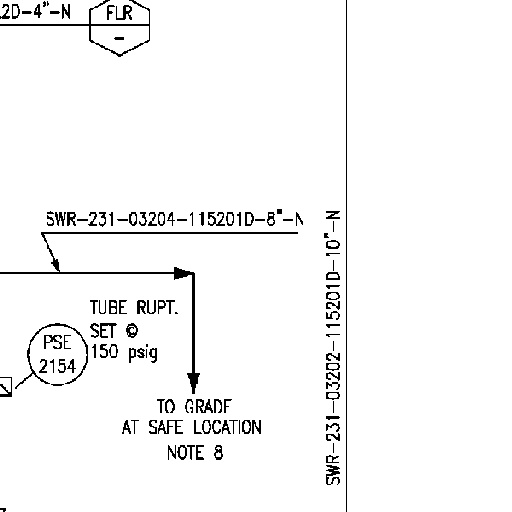 2D-4"-N
FLR
-
SWR-231-03204-115201D-8"-N
SWR-231-03202-115201D-10"-N
TUBE RUPT.
SET ©
150 psig
PSE
2154
TO GRADE
AT SAFE LOCATION
NOTE 8